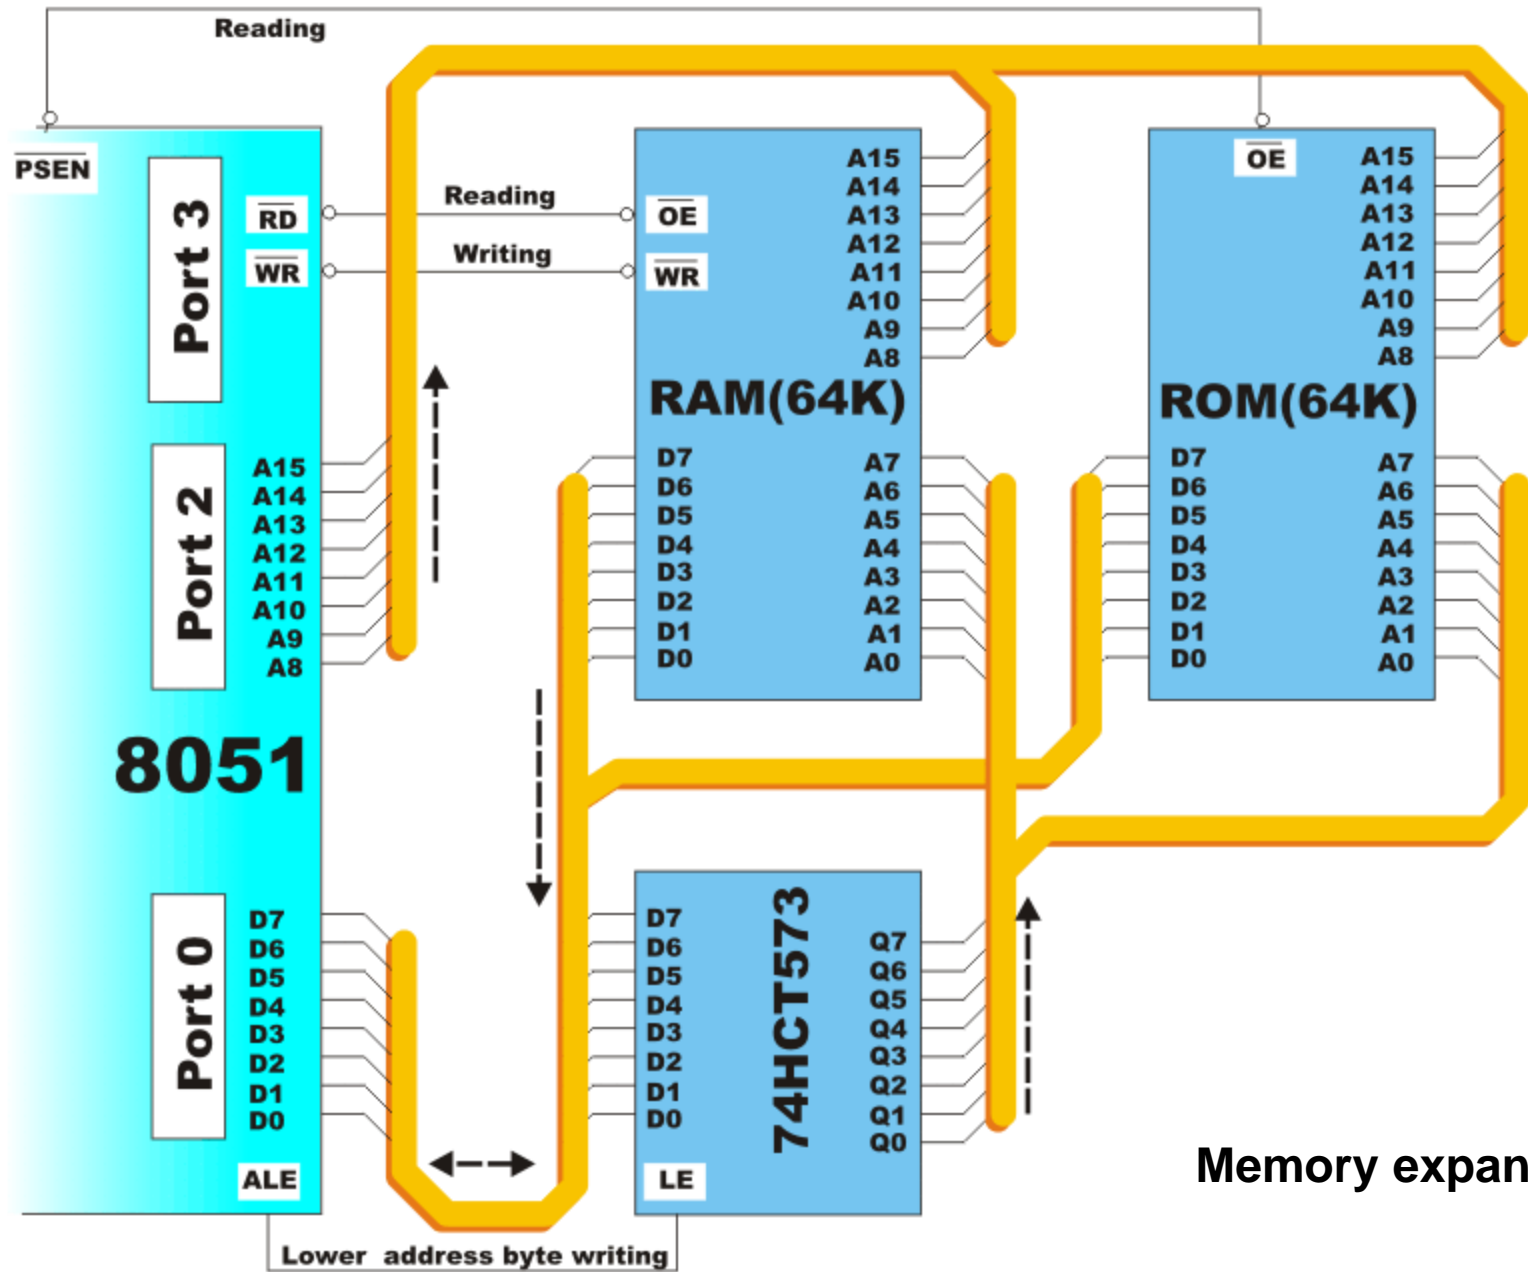 Reading
PSEN
Port 3
RD
WR
Reading
Writing
OE
WR
A15
A14
A13
A12
A11
A10
A9
A8
RAM(64K)
D7
D6
D5
D4
D3
D2
D1
D0
A7
A6
A5
A4
A3
A2
A1
A0
OE
A15
A14
A13
A12
A11
A10
A9
A8
ROM(64K)
D7
D6
D5
D4
D3
D2
D1
D0
A7
A6
A5
A4
A3
A2
A1
A0
Port 2
A15
A14
A13
A12
A11
A10
A9
A8
8051
Port 0
D7
D6
D5
D4
D3
D2
D1
D0
ALE
D7
D6
D5
D4
D3
D2
D1
D0
74HCT573
Q7
Q6
Q5
Q4
Q3
Q2
Q1
Q0
LE
Lower address byte writing
Memory expan